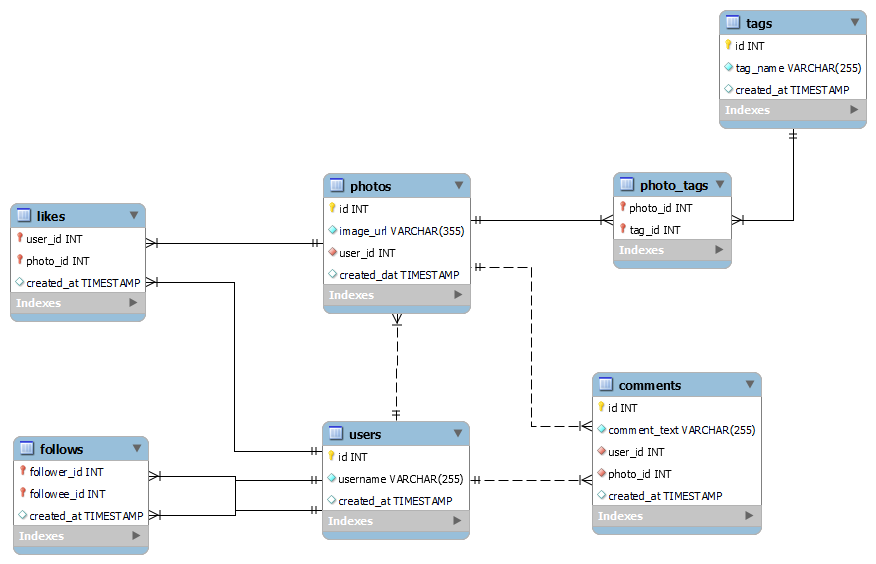 tags
id INT
tag_name VARCHAR(255)
created_at TIMESTAMP
Indexes
photos
id INT
image_url VARCHAR(355)
user_id INT
created_dat TIMESTAMP
Indexes
photo_tags
photo_id INT
tag_id INT
Indexes
likes
user_id INT
photo_id INT
created_at TIMESTAMP
Indexes
comments
id INT
comment_text VARCHAR(255)
user_id INT
photo_id INT
created_at TIMESTAMP
Indexes
users
id INT
username VARCHAR(255)
created_at TIMESTAMP
Indexes
follows
follower_id INT
followee_id INT
created_at TIMESTAMP
Indexes